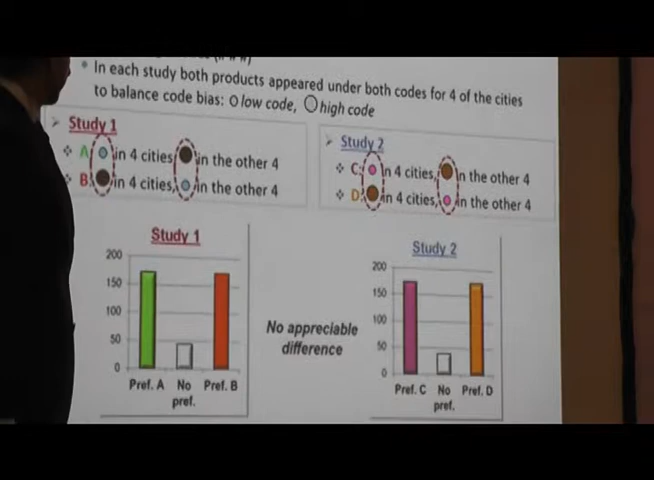 • In each study both products appeared under both codes for 4 of the cities
to balance code bias: O low code, O high code
➢ Study 1
❖ A: in 4 cities, in the other 4
B: in 4 cities, in the other 4
➢ Study 2
❖ C: in 4 cities, in the other 4
❖ D: in 4 cities, in the other 4
Study 1
200
150
100
50
0
Pref. A No pref. Pref. B
No appreciable
difference
Study 2
200
150
100
50
0
Pref. C No pref. Pref. D